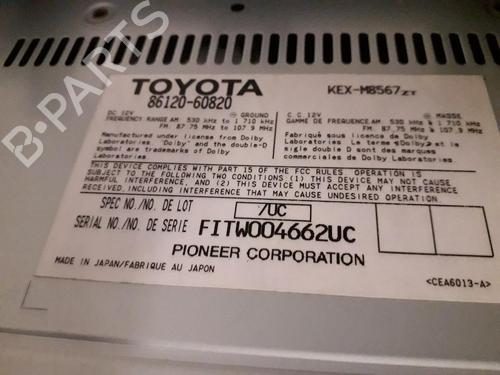 TOYOTA
KEX-M8567ZT
86120-60820
DC 12V GROUND
FREQUENCY RANGE AM 530 kHz to 1 710 kHz
FM 87.75 MHz to 107.9 MHz
C.C.12V MASSE
GAMME DE FREQUENCE AM 530 kHz à 1 710 kHz
FM 87,75 MHz à 107,9 MHz
Manufactured under license from Dolby
Laboratories "Dolby" and the double-D
symbol are trademarks of Dolby
Laboratories.
Fabriqué sous licence de Dolby
Laboratories. Le terme "Dolby" et le
sigle double D sont des marques
commerciales de Dolby Laboratories.
THIS DEVICE COMPLIES WITH PART 15 OF THE FCC RULES OPERATION IS
SUBJECT TO THE FOLLOWING TWO CONDITIONS (1) THIS DEVICE MAY NOT CAUSE
HARMFUL INTERFERENCE, AND (2) THIS DEVICE MUST ACCEPT ANY INTERFERENCE
RECEIVED, INCLUDING INTERFERENCE THAT MAY CAUSE UNDESIRED OPERATION
SPEC NO./NO. DE LOT /UC
SERIAL NO./NO. DE SERIE FITW004662UC
PIONEER CORPORATION
MADE IN JAPAN/FABRIQUE AU JAPON
<CEA6013-A>
B-PARTS